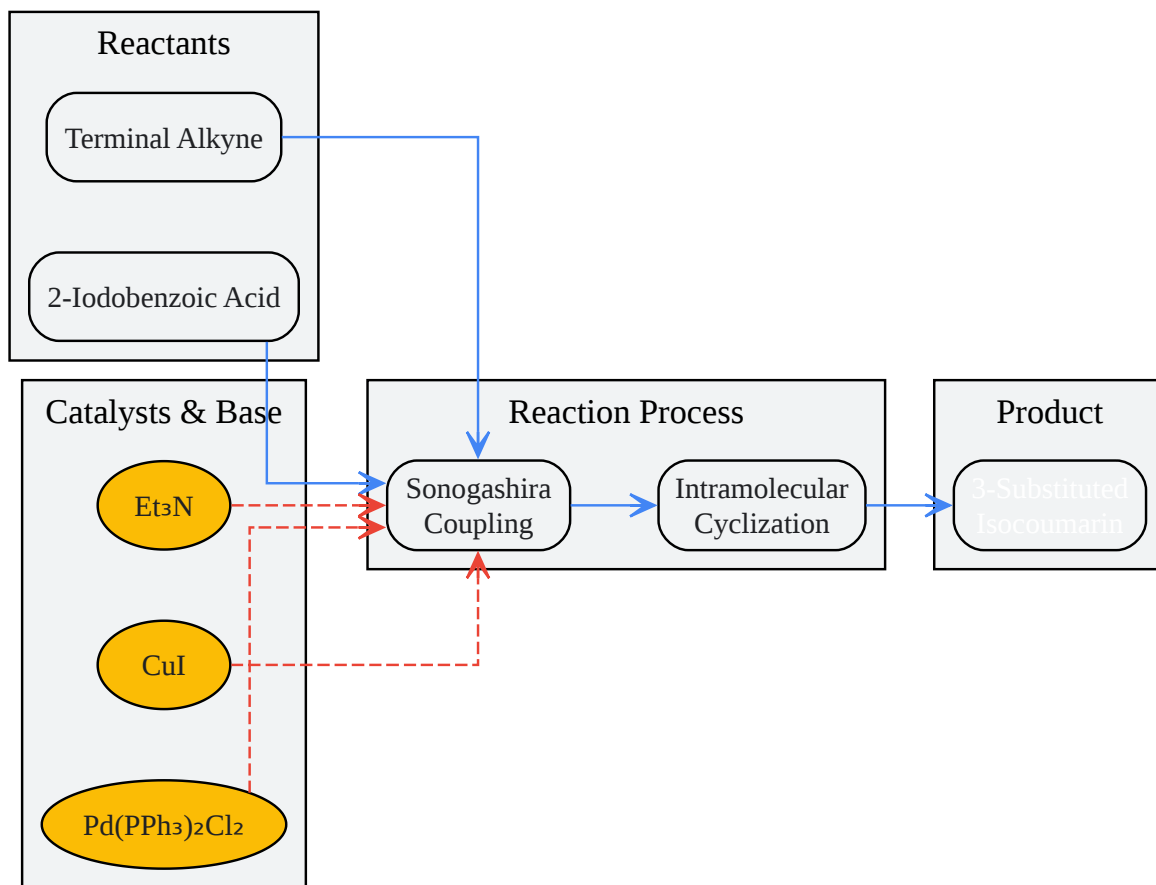 Reactants
Terminal Alkyne
2-Iodobenzoic Acid
Catalysts & Base
Et₃N
CuI
Pd(PPh₃)₂Cl₂
Reaction Process
Sonogashira
Coupling
Intramolecular
Cyclization
Product
3-Substituted
Isocoumarin